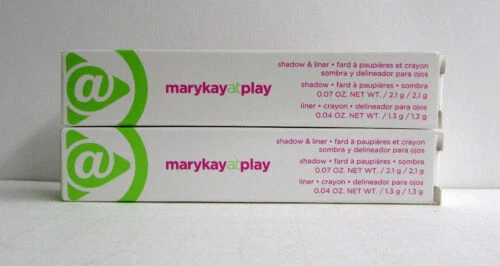 @
marykayatplay
shadow & liner • fard à paupières et crayon
sombra y delineador para ojos
shadow • fard à paupières • sombra
0.07 OZ. NET WT. / 2.1 g / 2,1 g
liner • crayon • delineador para ojos
0.04 OZ. NET WT. / 1.3 g / 1,3 g
@
marykayatplay
shadow & liner • fard à paupières et crayon
sombra y delineador para ojos
shadow • fard à paupières • sombra
0.07 OZ. NET WT. / 2.1 g / 2,1 g
liner • crayon • delineador para ojos
0.04 OZ. NET WT. / 1.3 g / 1,3 g